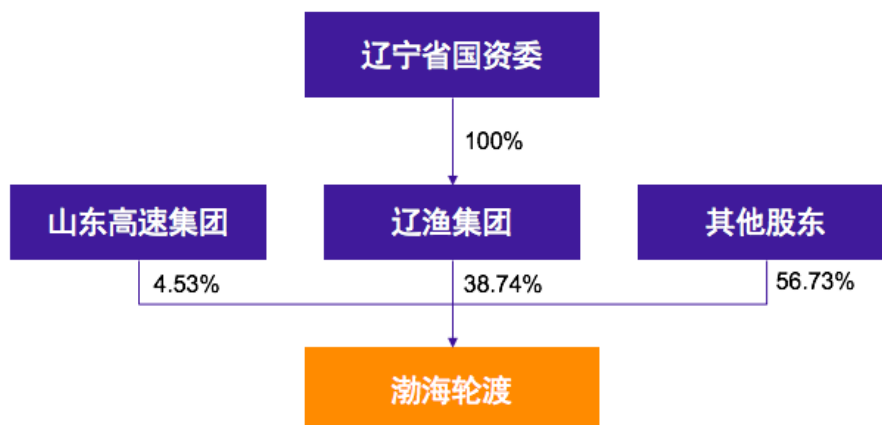 辽宁省国资委
100%
山东高速集团
辽渔集团
其他股东
4.53%
38.74%
56.73%
渤海轮渡